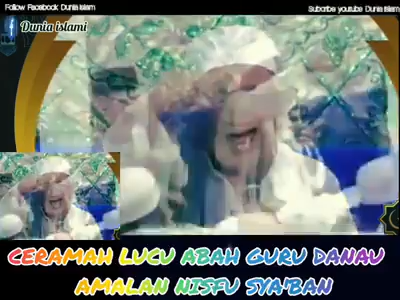 Follow Facebook Dunia islam
Subcribe youtube Dunia islam
Dunia islami
CERAMAH LUCU ABAH GURU DANAU
AMALAN NISFU SYA'BAN